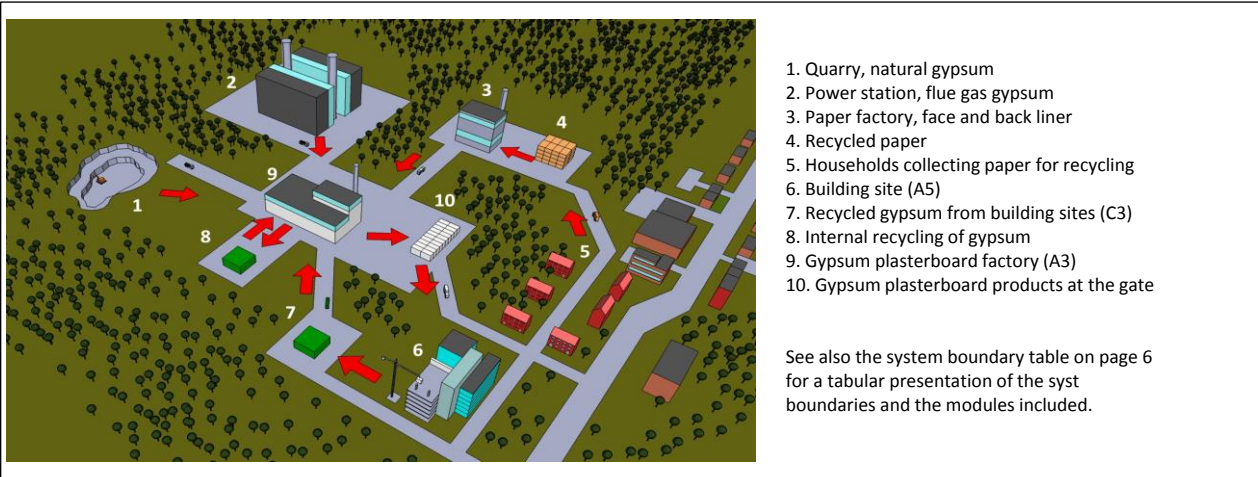 2
3
4
9
10
1
8
5
7
6
1. Quarry, natural gypsum
2. Power station, flue gas gypsum
3. Paper factory, face and back liner
4. Recycled paper
5. Households collecting paper for recycling
6. Building site (A5)
7. Recycled gypsum from building sites (C3)
8. Internal recycling of gypsum
9. Gypsum plasterboard factory (A3)
10. Gypsum plasterboard products at the gate
See also the system boundary table on page 6
for a tabular presentation of the syst
boundaries and the modules included.